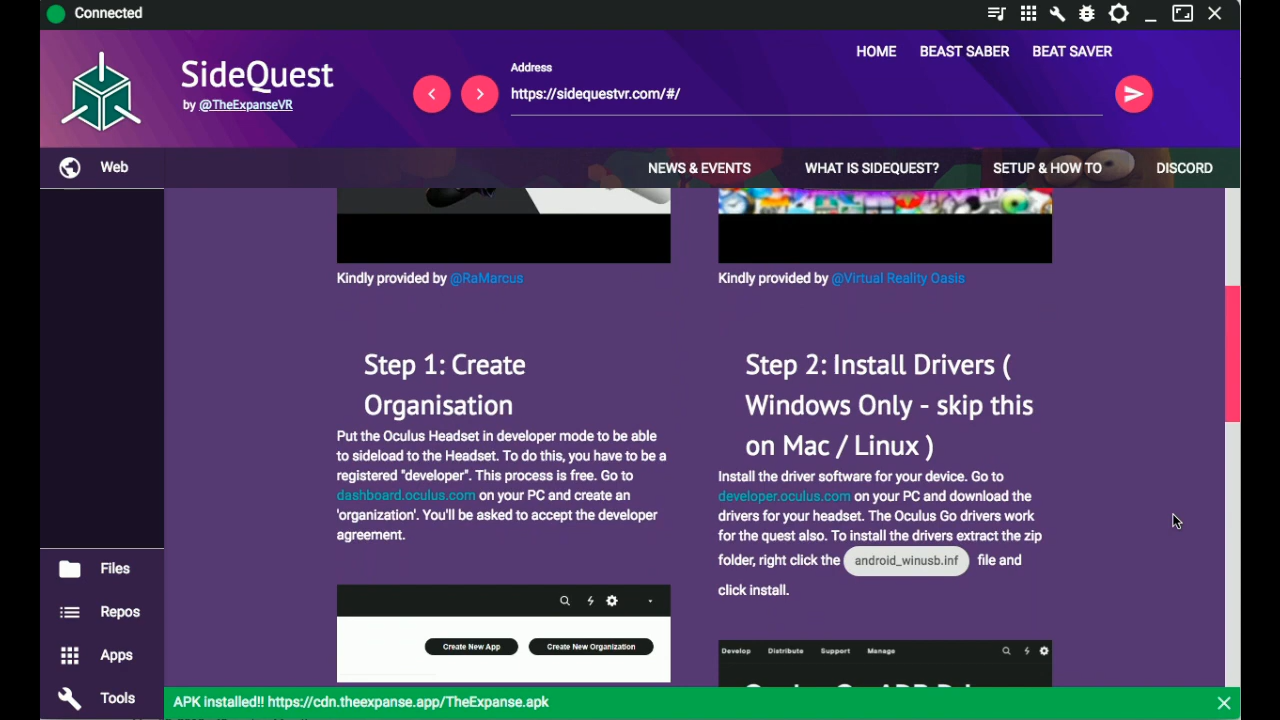 Connected
SideQuest
by @TheExpanseVR
Address
https://sidequestvr.com/#/
HOME BEAST SABER BEAT SAVER
Web
NEWS & EVENTS WHAT IS SIDEQUEST? SETUP & HOW TO DISCORD
Kindly provided by @RaMarcus
Kindly provided by @Virtual Reality Oasis
Step 1: Create
Organisation
Put the Oculus Headset in developer mode to be able
to sideload to the Headset. To do this, you have to be a
registered "developer". This process is free. Go to
dashboard.oculus.com on your PC and create an
'organization'. You'll be asked to accept the developer
agreement.
Create New App Create New Organization
Step 2: Install Drivers (
Windows Only - skip this
on Mac / Linux )
Install the driver software for your device. Go to
developer.oculus.com on your PC and download the
drivers for your headset. The Oculus Go drivers work
for the quest also. To install the drivers extract the zip
folder, right click the android_winusb.inf file and
click install.
Develop Distribute Support Manage
Files
Repos
Apps
Tools
APK installed!! https://cdn.theexpanse.app/TheExpanse.apk